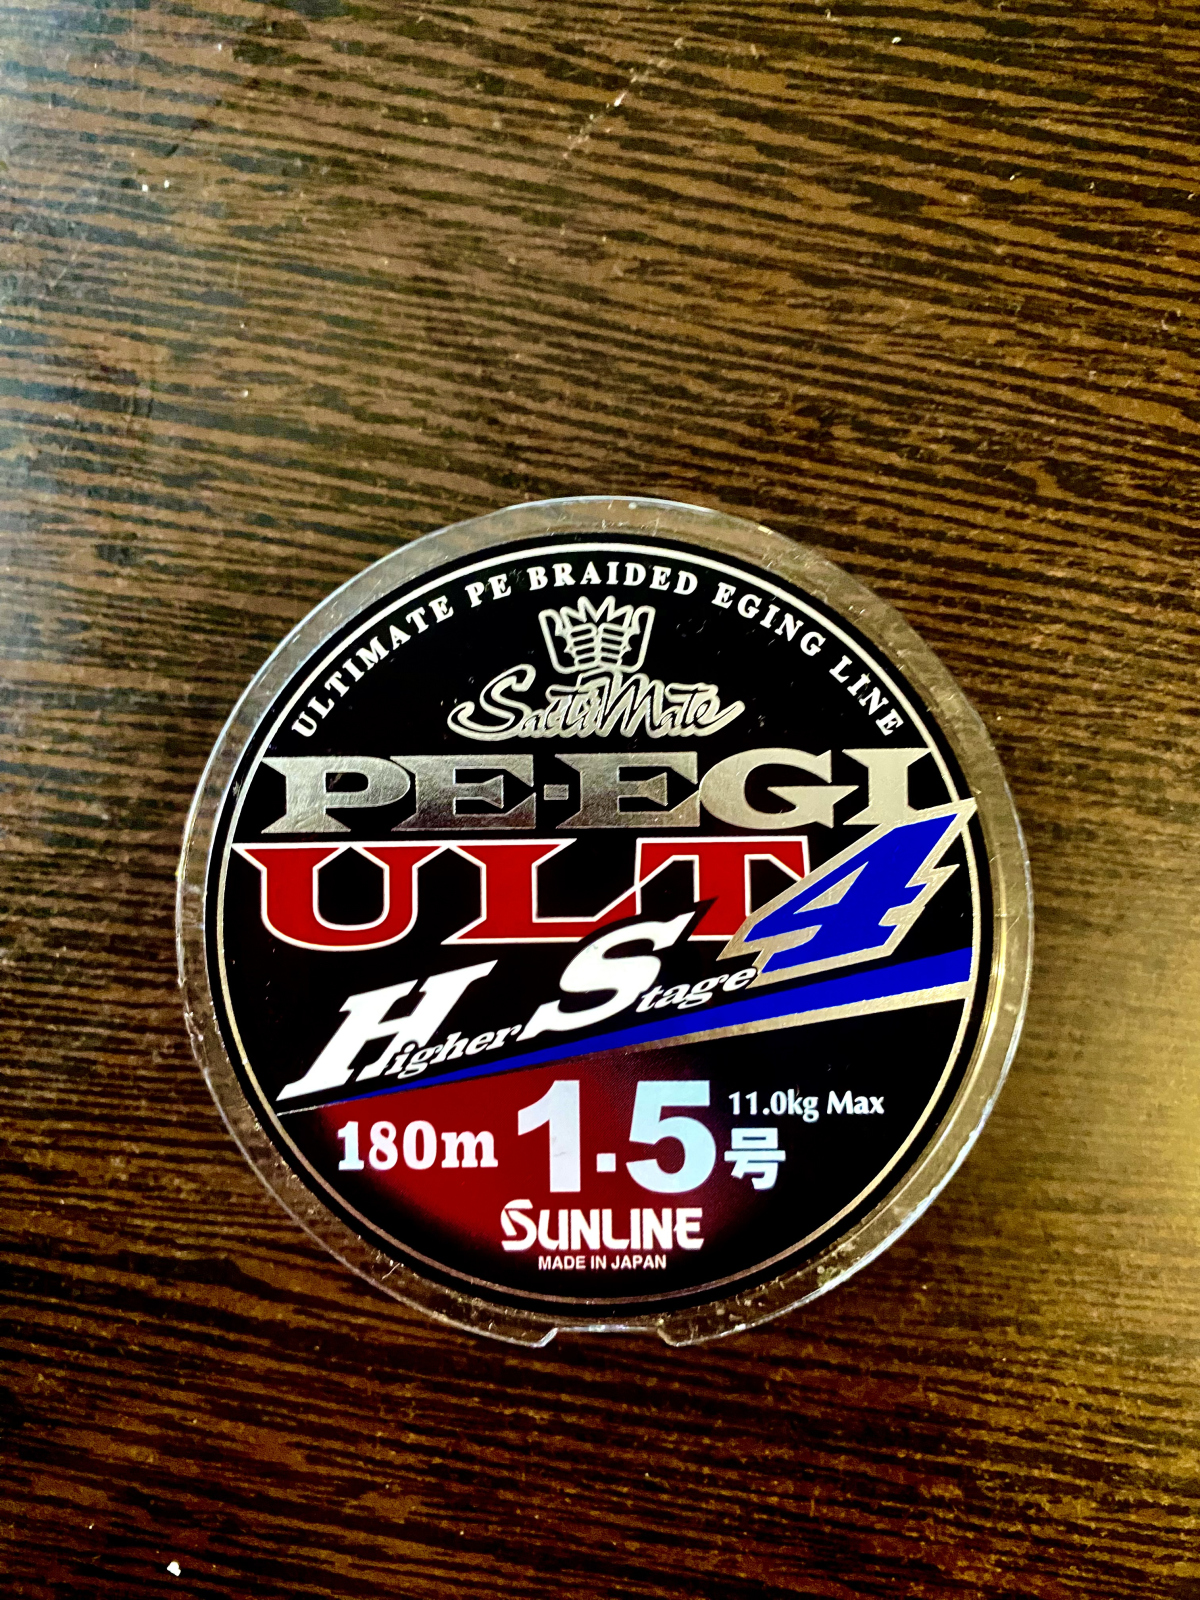 ULTIMATE PE BRAIDED EGING LINE
SaltiMate
PE-EGI
ULT 4
Higher Stage
180m 1.5号 11.0kg Max
SUNLINE
MADE IN JAPAN